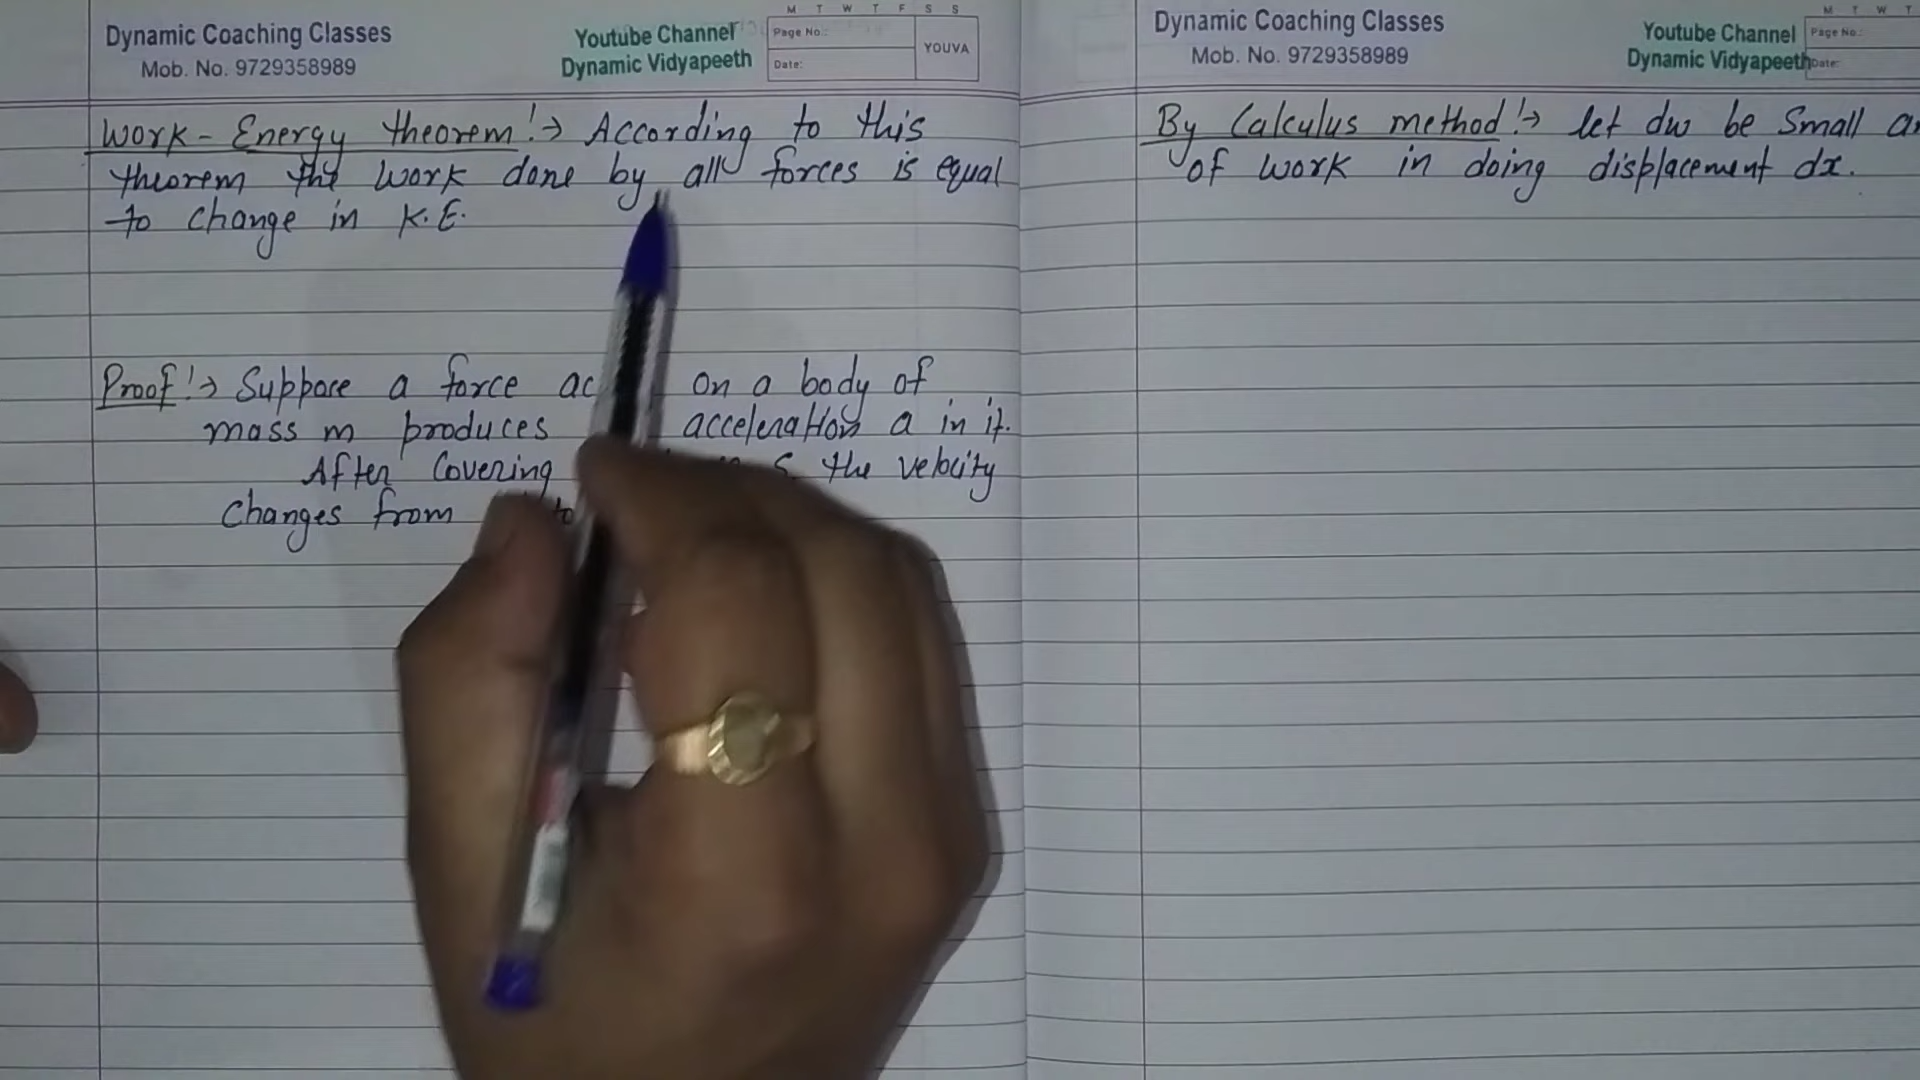 Dynamic Coaching Classes
Mob. No. 9729358989
Youtube Channel
Dynamic Vidyapeeth
M T W T F S S
Page No.:
Date:
YOUVA
Work - Energy theorem :→ According to this
theorem the work done by all forces is equal
to change in K.E.
Proof :→ Suppose a force on a body of
mass m produces acceleration a in it.
After Covering S the velocity
Changes from to
Dynamic Coaching Classes
Mob. No. 9729358989
Youtube Channel
Dynamic Vidyapeeth
M T W T
Page No.:
Date:
By Calculus method :→ let dw be Small
of work in doing displacement dx.